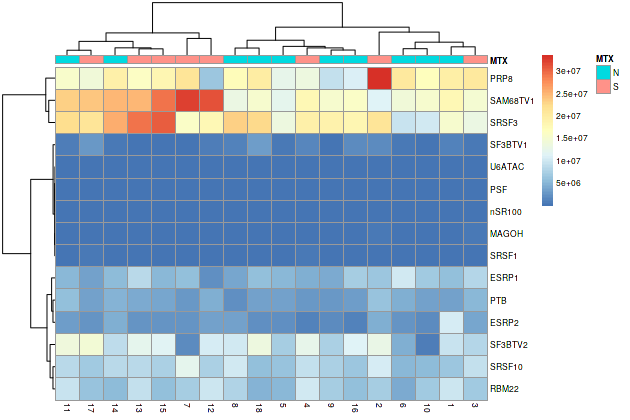 MTX
PRP8
SAM68TV1
SRSF3
SF3BTV1
U6ATAC
PSF
nSR100
MAGOH
SRSF1
ESRP1
PTB
ESRP2
SF3BTV2
SRSF10
RBM22
11 17 14 13 15 7 12 8 18 5 4 9 16 2 6 10 1 3
3e+07
2.5e+07
2e+07
1.5e+07
1e+07
5e+06
MTX
N
S